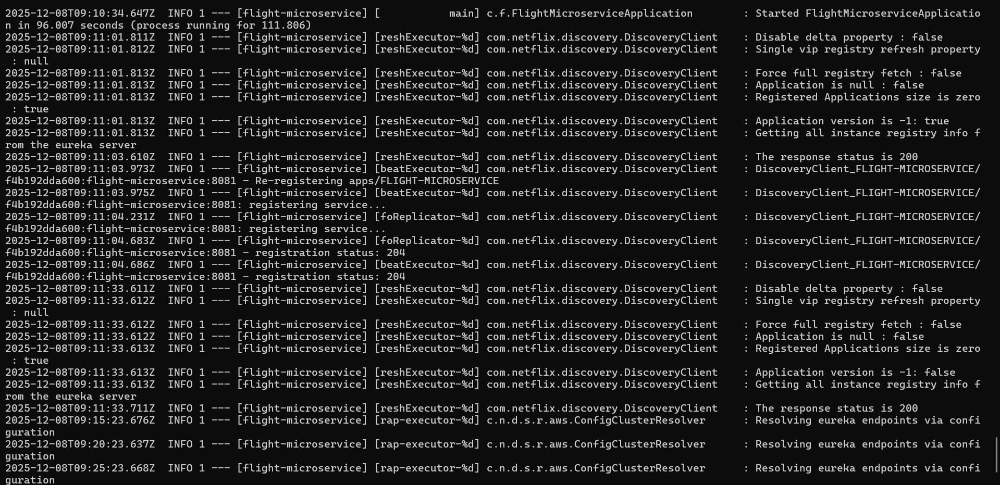 2025-12-08T09:10:34.647Z  INFO 1 --- [flight-microservice] [           main] c.f.FlightMicroserviceApplication        : Started FlightMicroserviceApplicatio
n in 96.007 seconds (process running for 111.806)
2025-12-08T09:11:01.811Z  INFO 1 --- [flight-microservice] [reshExecutor-%d] com.netflix.discovery.DiscoveryClient    : Disable delta property : false
2025-12-08T09:11:01.812Z  INFO 1 --- [flight-microservice] [reshExecutor-%d] com.netflix.discovery.DiscoveryClient    : Single vip registry refresh property
 : null
2025-12-08T09:11:01.813Z  INFO 1 --- [flight-microservice] [reshExecutor-%d] com.netflix.discovery.DiscoveryClient    : Force full registry fetch : false
2025-12-08T09:11:01.813Z  INFO 1 --- [flight-microservice] [reshExecutor-%d] com.netflix.discovery.DiscoveryClient    : Application is null : false
2025-12-08T09:11:01.813Z  INFO 1 --- [flight-microservice] [reshExecutor-%d] com.netflix.discovery.DiscoveryClient    : Registered Applications size is zero
 : true
2025-12-08T09:11:01.813Z  INFO 1 --- [flight-microservice] [reshExecutor-%d] com.netflix.discovery.DiscoveryClient    : Application version is -1: true
2025-12-08T09:11:01.813Z  INFO 1 --- [flight-microservice] [reshExecutor-%d] com.netflix.discovery.DiscoveryClient    : Getting all instance registry info f
rom the eureka server
2025-12-08T09:11:03.610Z  INFO 1 --- [flight-microservice] [reshExecutor-%d] com.netflix.discovery.DiscoveryClient    : The response status is 200
2025-12-08T09:11:03.973Z  INFO 1 --- [flight-microservice] [beatExecutor-%d] com.netflix.discovery.DiscoveryClient    : DiscoveryClient_FLIGHT-MICROSERVICE/
f4b192dda600:flight-microservice:8081 - Re-registering apps/FLIGHT-MICROSERVICE
2025-12-08T09:11:03.975Z  INFO 1 --- [flight-microservice] [beatExecutor-%d] com.netflix.discovery.DiscoveryClient    : DiscoveryClient_FLIGHT-MICROSERVICE/
f4b192dda600:flight-microservice:8081: registering service...
2025-12-08T09:11:04.231Z  INFO 1 --- [flight-microservice] [foReplicator-%d] com.netflix.discovery.DiscoveryClient    : DiscoveryClient_FLIGHT-MICROSERVICE/
f4b192dda600:flight-microservice:8081: registering service...
2025-12-08T09:11:04.683Z  INFO 1 --- [flight-microservice] [foReplicator-%d] com.netflix.discovery.DiscoveryClient    : DiscoveryClient_FLIGHT-MICROSERVICE/
f4b192dda600:flight-microservice:8081 - registration status: 204
2025-12-08T09:11:04.686Z  INFO 1 --- [flight-microservice] [beatExecutor-%d] com.netflix.discovery.DiscoveryClient    : DiscoveryClient_FLIGHT-MICROSERVICE/
f4b192dda600:flight-microservice:8081 - registration status: 204
2025-12-08T09:11:33.611Z  INFO 1 --- [flight-microservice] [reshExecutor-%d] com.netflix.discovery.DiscoveryClient    : Disable delta property : false
2025-12-08T09:11:33.612Z  INFO 1 --- [flight-microservice] [reshExecutor-%d] com.netflix.discovery.DiscoveryClient    : Single vip registry refresh property
 : null
2025-12-08T09:11:33.612Z  INFO 1 --- [flight-microservice] [reshExecutor-%d] com.netflix.discovery.DiscoveryClient    : Force full registry fetch : false
2025-12-08T09:11:33.612Z  INFO 1 --- [flight-microservice] [reshExecutor-%d] com.netflix.discovery.DiscoveryClient    : Application is null : false
2025-12-08T09:11:33.613Z  INFO 1 --- [flight-microservice] [reshExecutor-%d] com.netflix.discovery.DiscoveryClient    : Registered Applications size is zero
 : true
2025-12-08T09:11:33.613Z  INFO 1 --- [flight-microservice] [reshExecutor-%d] com.netflix.discovery.DiscoveryClient    : Application version is -1: false
2025-12-08T09:11:33.613Z  INFO 1 --- [flight-microservice] [reshExecutor-%d] com.netflix.discovery.DiscoveryClient    : Getting all instance registry info f
rom the eureka server
2025-12-08T09:11:33.711Z  INFO 1 --- [flight-microservice] [reshExecutor-%d] com.netflix.discovery.DiscoveryClient    : The response status is 200
2025-12-08T09:15:23.676Z  INFO 1 --- [flight-microservice] [rap-executor-%d] c.n.d.s.r.aws.ConfigClusterResolver      : Resolving eureka endpoints via confi
guration
2025-12-08T09:20:23.637Z  INFO 1 --- [flight-microservice] [rap-executor-%d] c.n.d.s.r.aws.ConfigClusterResolver      : Resolving eureka endpoints via confi
guration
2025-12-08T09:25:23.668Z  INFO 1 --- [flight-microservice] [rap-executor-%d] c.n.d.s.r.aws.ConfigClusterResolver      : Resolving eureka endpoints via confi
guration